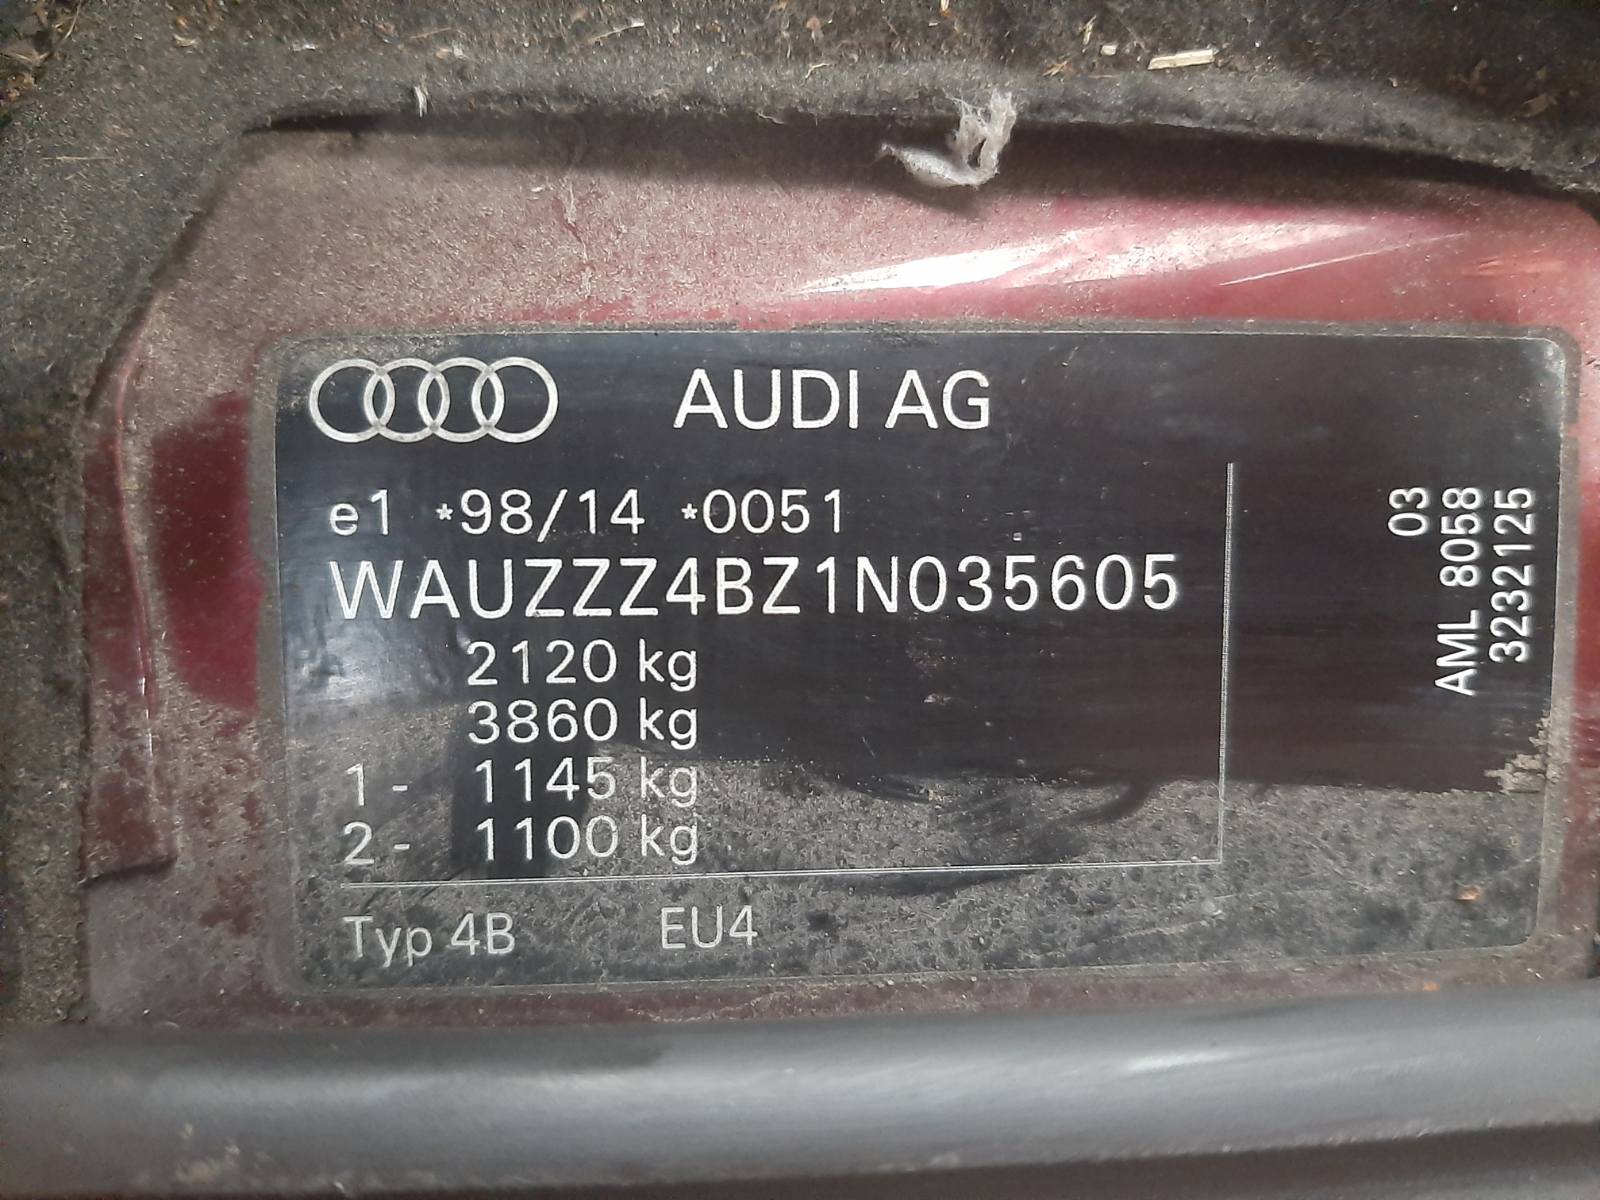 AUDI AG
e1 *98/14 *0051
WAUZZZ4BZ1N035605
2120 kg
3860 kg
1- 1145 kg
2- 1100 kg
Typ 4B EU4
03
AML 8058
3232125